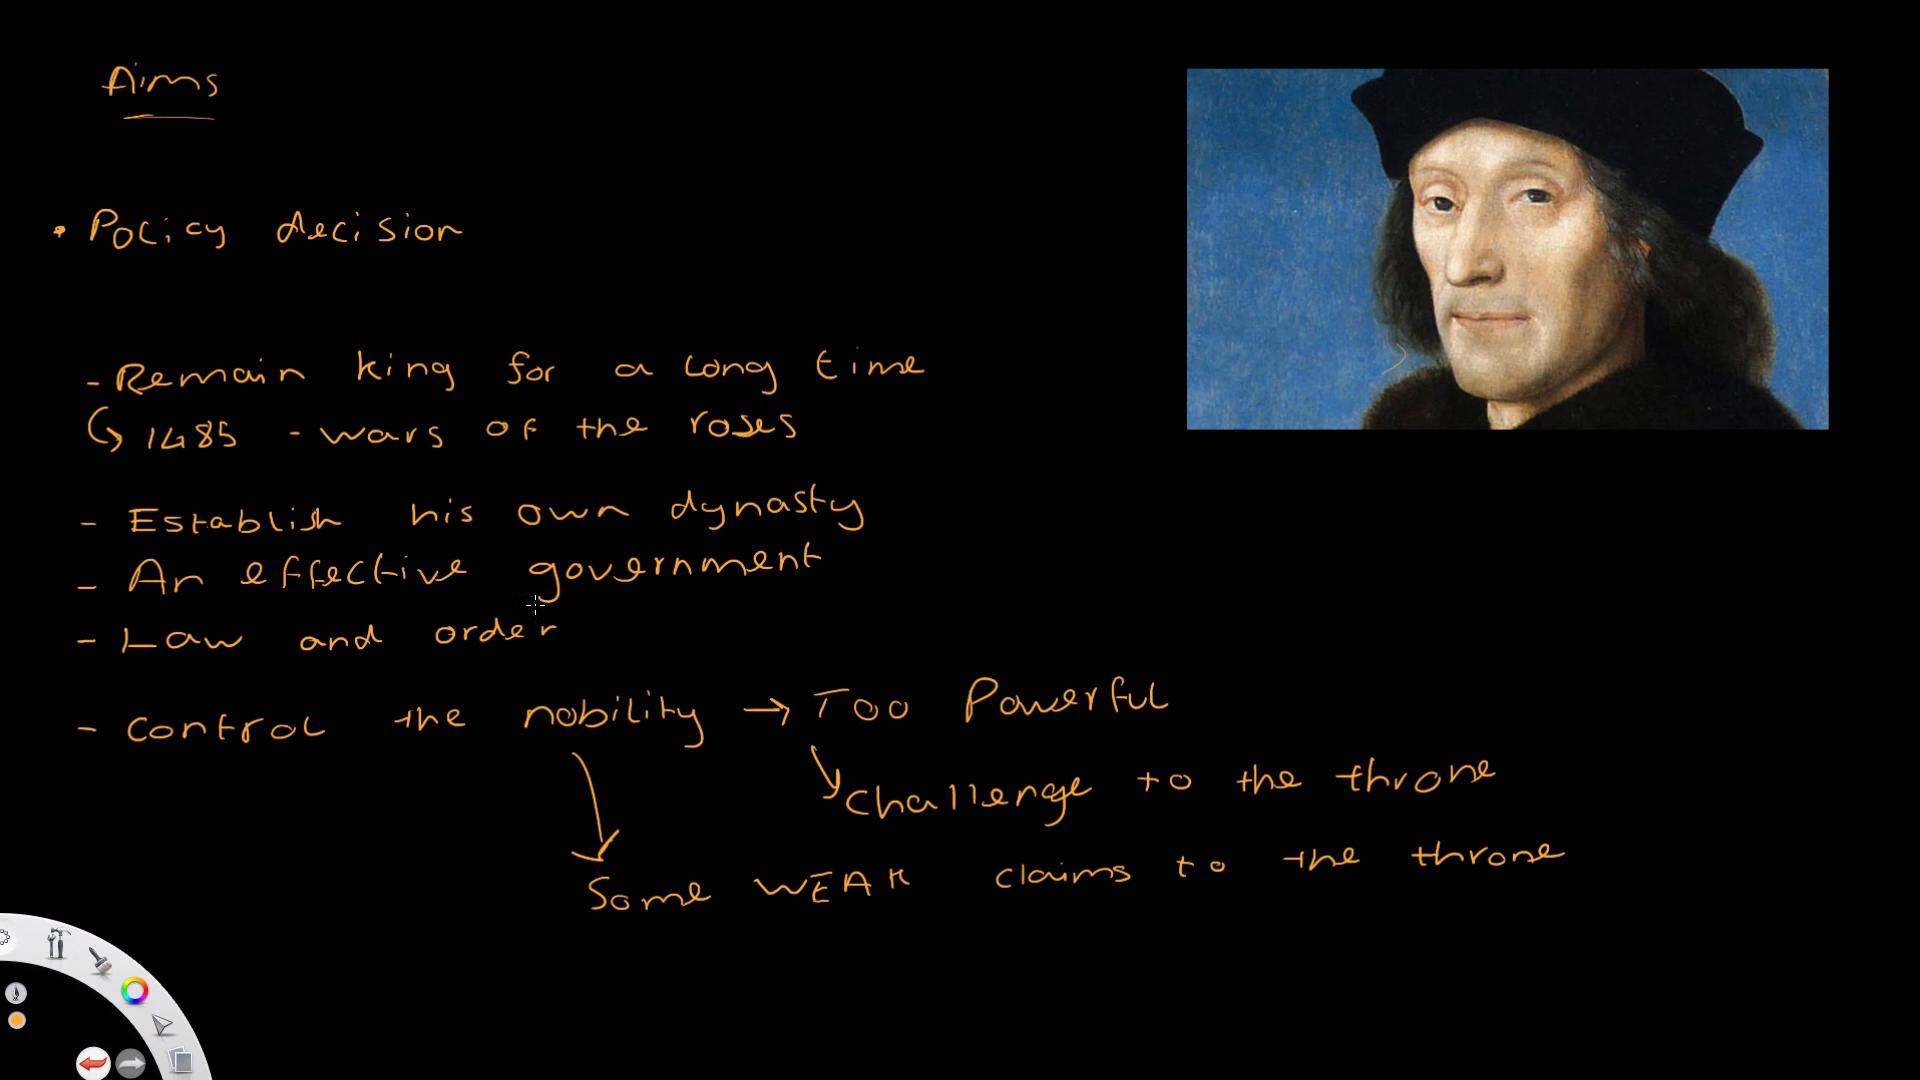 Aims
• Policy decision
- Remain king for a long time
↳ 1485 - wars of the roses
- Establish his own dynasty
- An effective government
- Law and order
- control the nobility → Too Powerful
↘ challenge to the throne
↓ Some WEAK claims to the throne